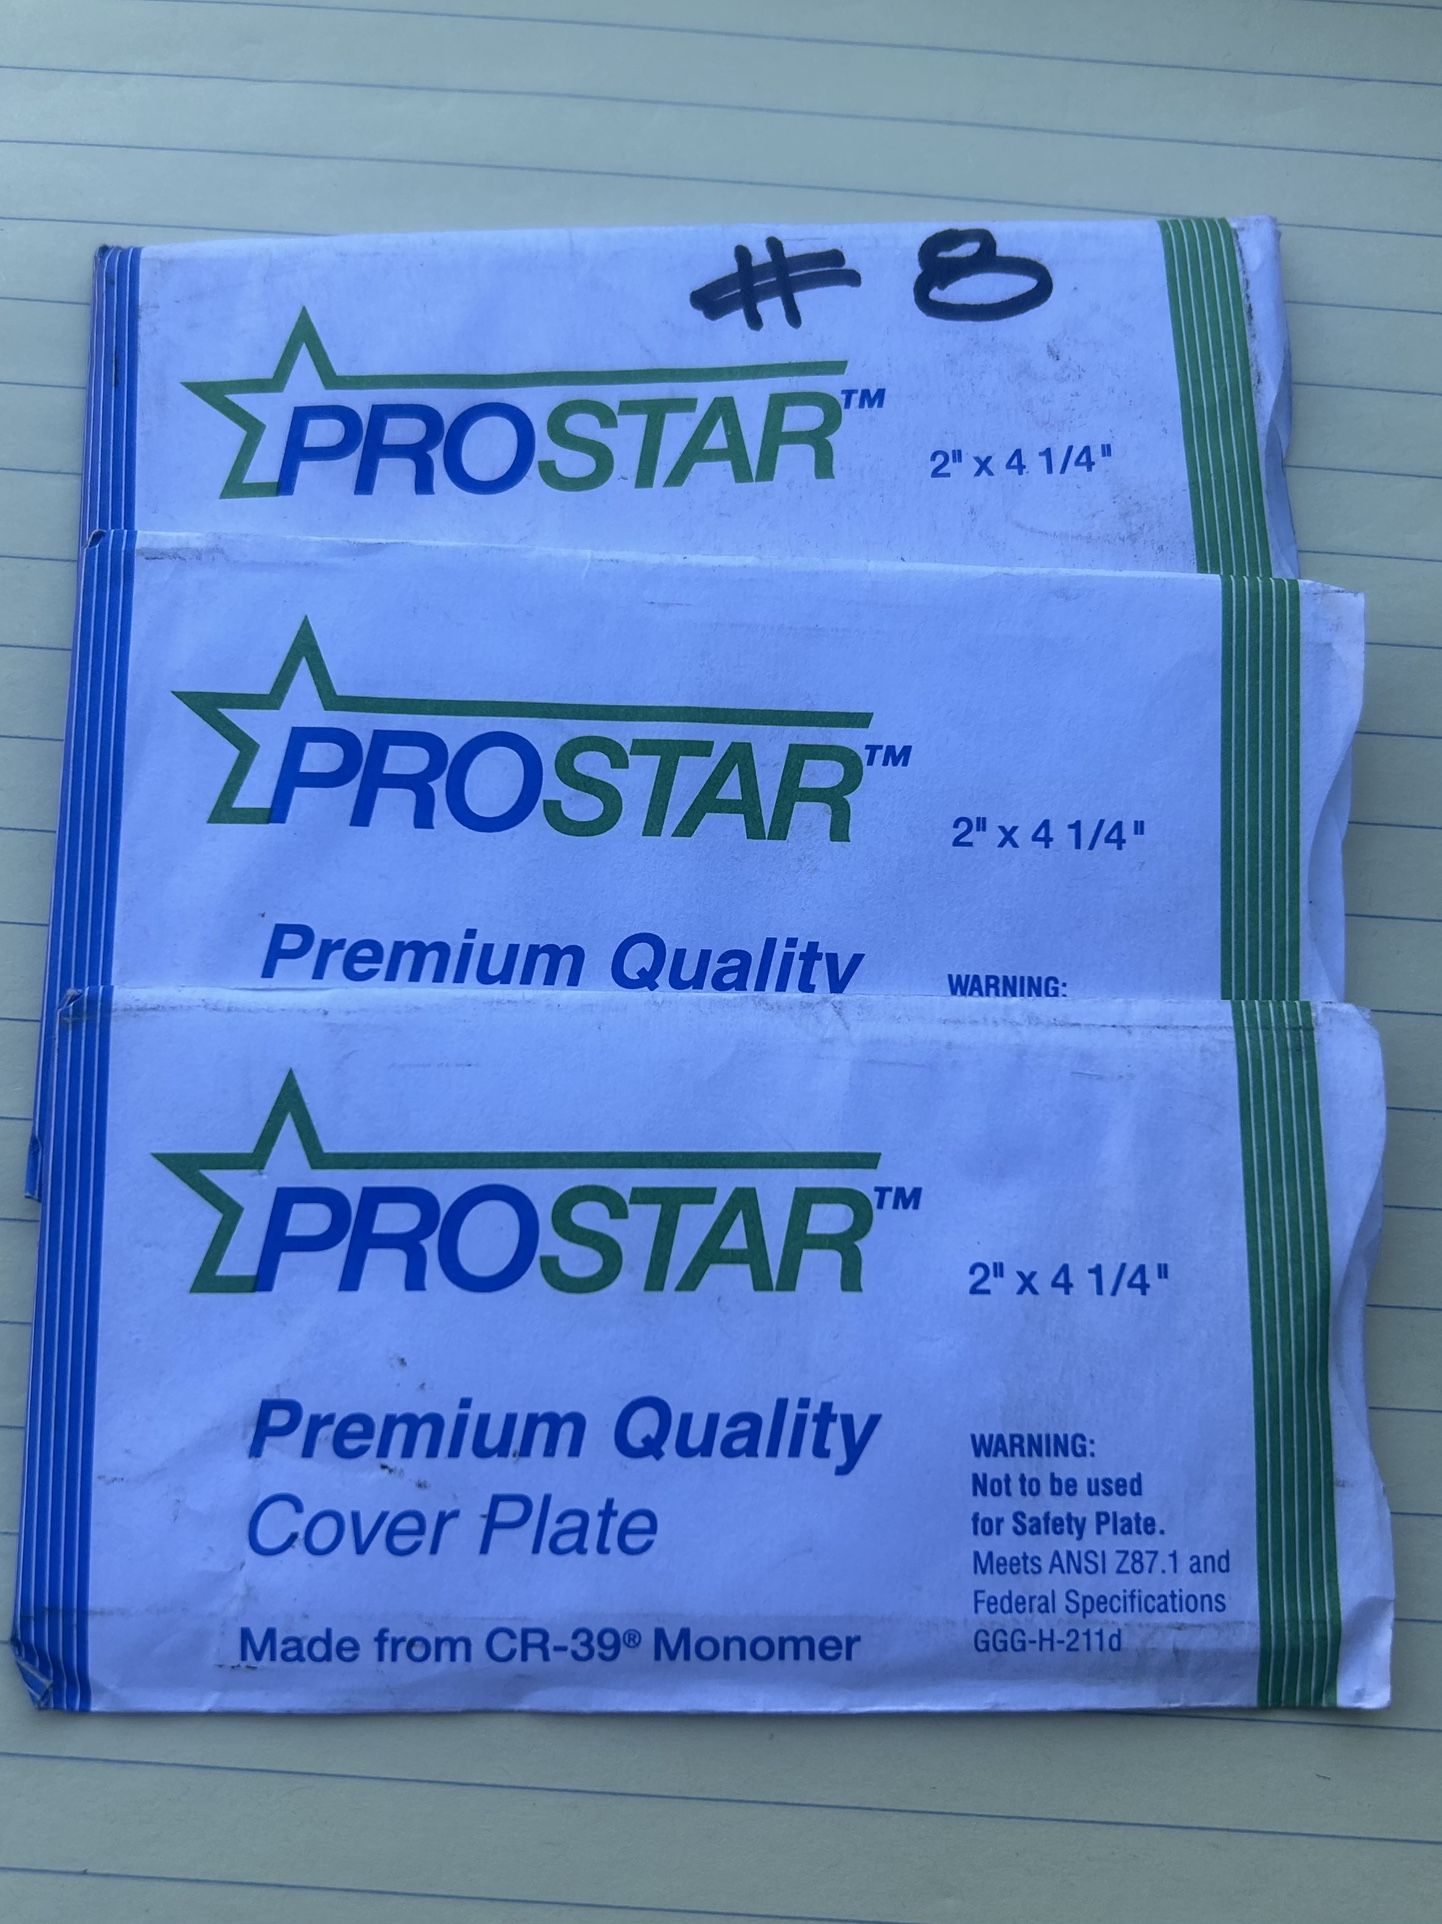 # 8
PROSTAR™
2" x 4 1/4"
PROSTAR™
2" x 4 1/4"
Premium Quality
WARNING:
PROSTAR™
2" x 4 1/4"
Premium Quality
Cover Plate
Made from CR-39® Monomer
WARNING:
Not to be used
for Safety Plate.
Meets ANSI Z87.1 and
Federal Specifications
GGG-H-211d